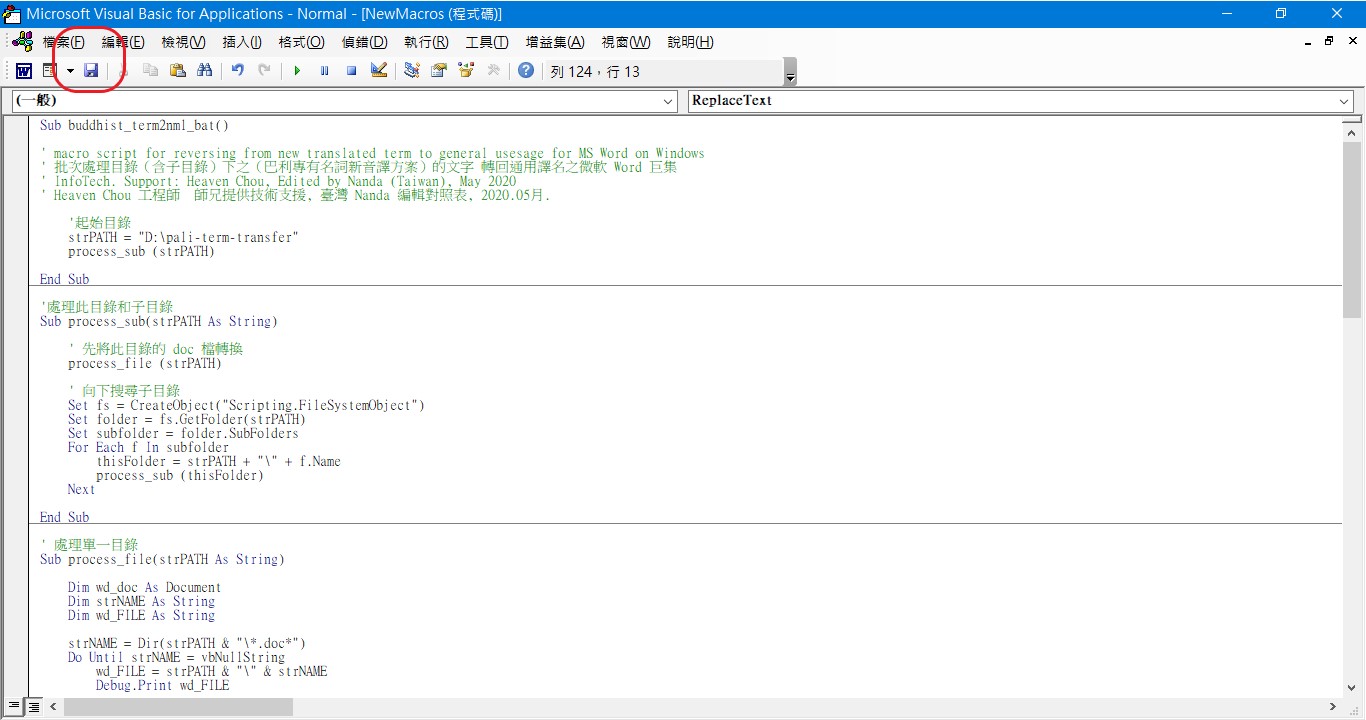 Microsoft Visual Basic for Applications - Normal - [NewMacros (程式碼)]
檔案(F) 編輯(E) 檢視(V) 插入(I) 格式(O) 偵錯(D) 執行(R) 工具(T) 增益集(A) 視窗(W) 說明(H)
列 124，行 13
(一般) ReplaceText
Sub buddhist_term2nml_bat()
' macro script for reversing from new translated term to general usesage for MS Word on Windows
' 批次處理目錄（含子目錄）下之（巴利專有名詞新音譯方案）的文字 轉回通用譯名之微軟 Word 巨集
' InfoTech. Support: Heaven Chou, Edited by Nanda (Taiwan), May 2020
' Heaven Chou 工程師　師兄提供技術支援, 臺灣 Nanda 編輯對照表, 2020.05月.
'起始目錄
strPATH = "D:\pali-term-transfer"
process_sub (strPATH)
End Sub
'處理此目錄和子目錄
Sub process_sub(strPATH As String)
' 先將此目錄的 doc 檔轉換
process_file (strPATH)
' 向下搜尋子目錄
Set fs = CreateObject("Scripting.FileSystemObject")
Set folder = fs.GetFolder(strPATH)
Set subfolder = folder.SubFolders
For Each f In subfolder
thisFolder = strPATH + "\" + f.Name
process_sub (thisFolder)
Next
End Sub
' 處理單一目錄
Sub process_file(strPATH As String)
Dim wd_doc As Document
Dim strNAME As String
Dim wd_FILE As String
strNAME = Dir(strPATH & "\*.doc*")
Do Until strNAME = vbNullString
wd_FILE = strPATH & "\" & strNAME
Debug.Print wd_FILE